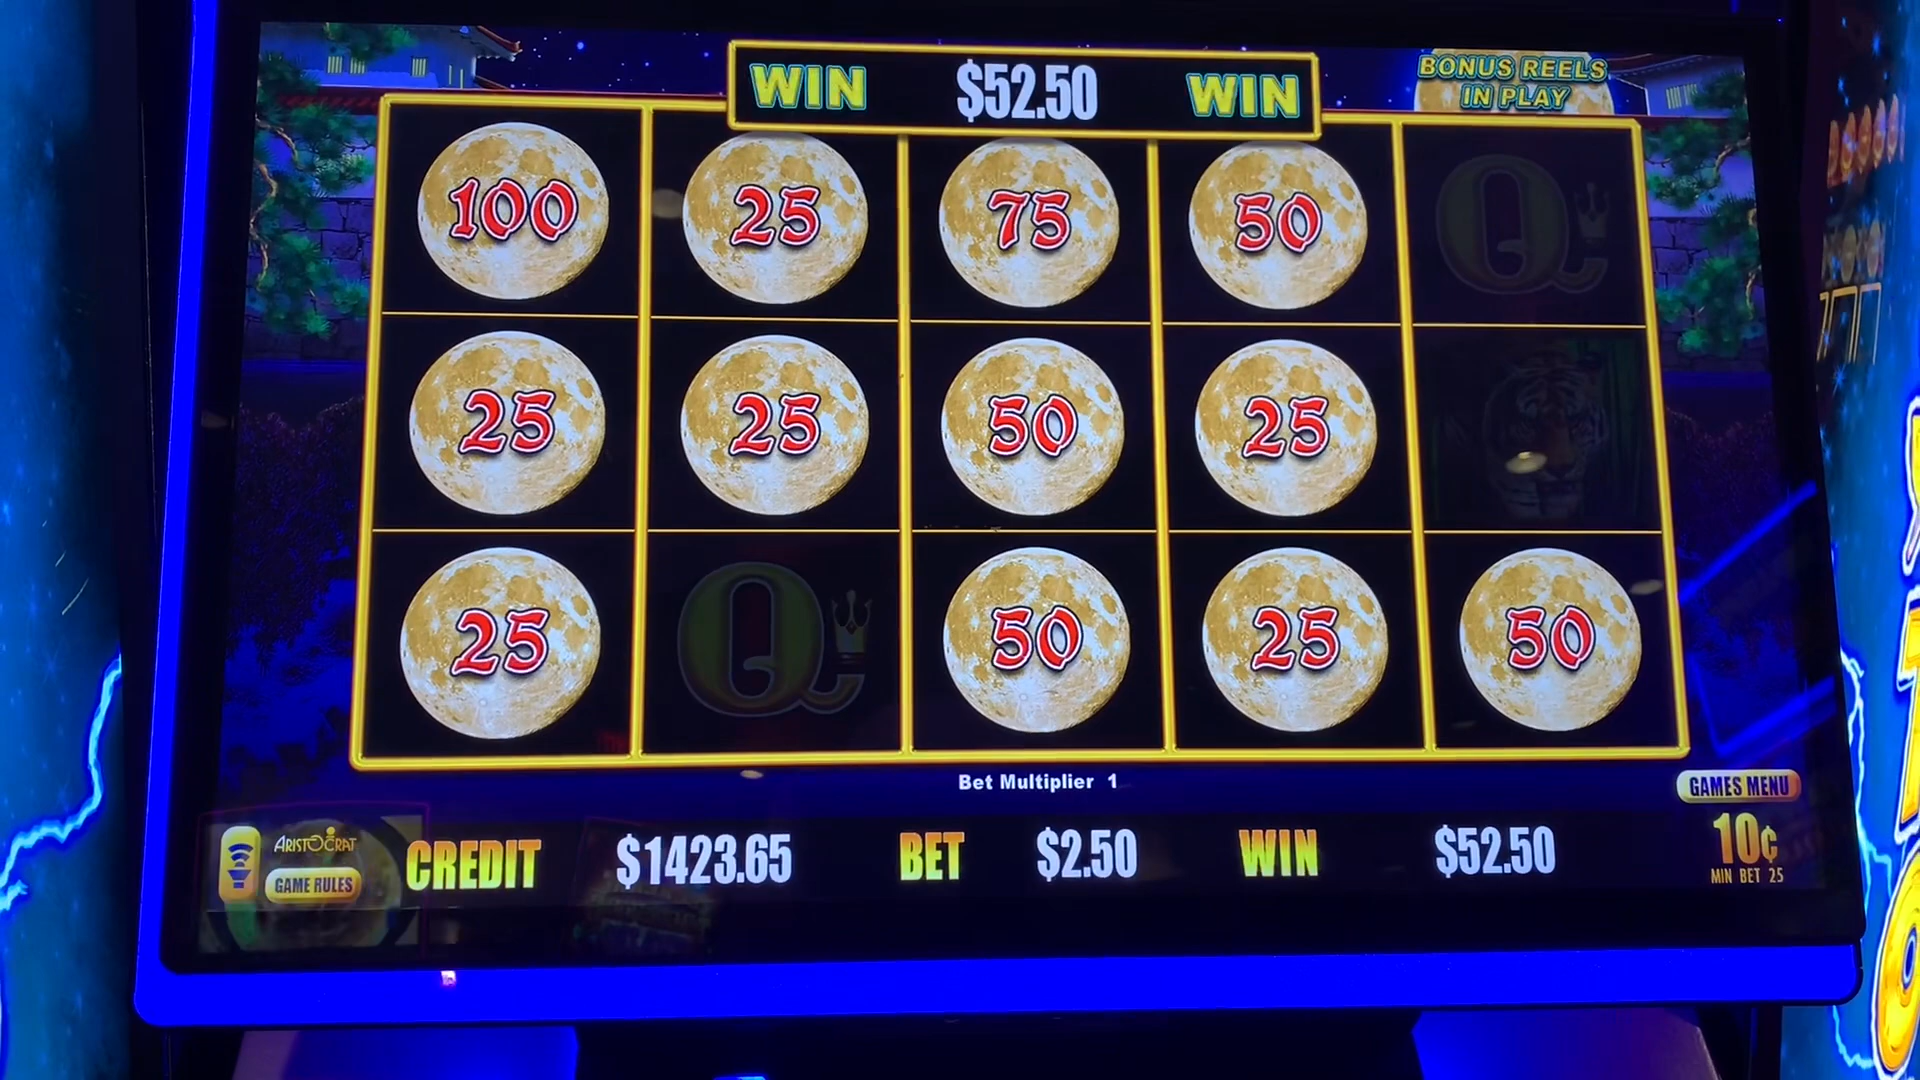 WIN $52.50 WIN
BONUS REELS
IN PLAY
100 25 75 50 Q
25 25 50 25
25 Q 50 25 50
Bet Multiplier 1
GAMES MENU
ARISTOCRAT
GAME RULES
CREDIT $1423.65 BET $2.50 WIN $52.50
10¢
MIN BET 25